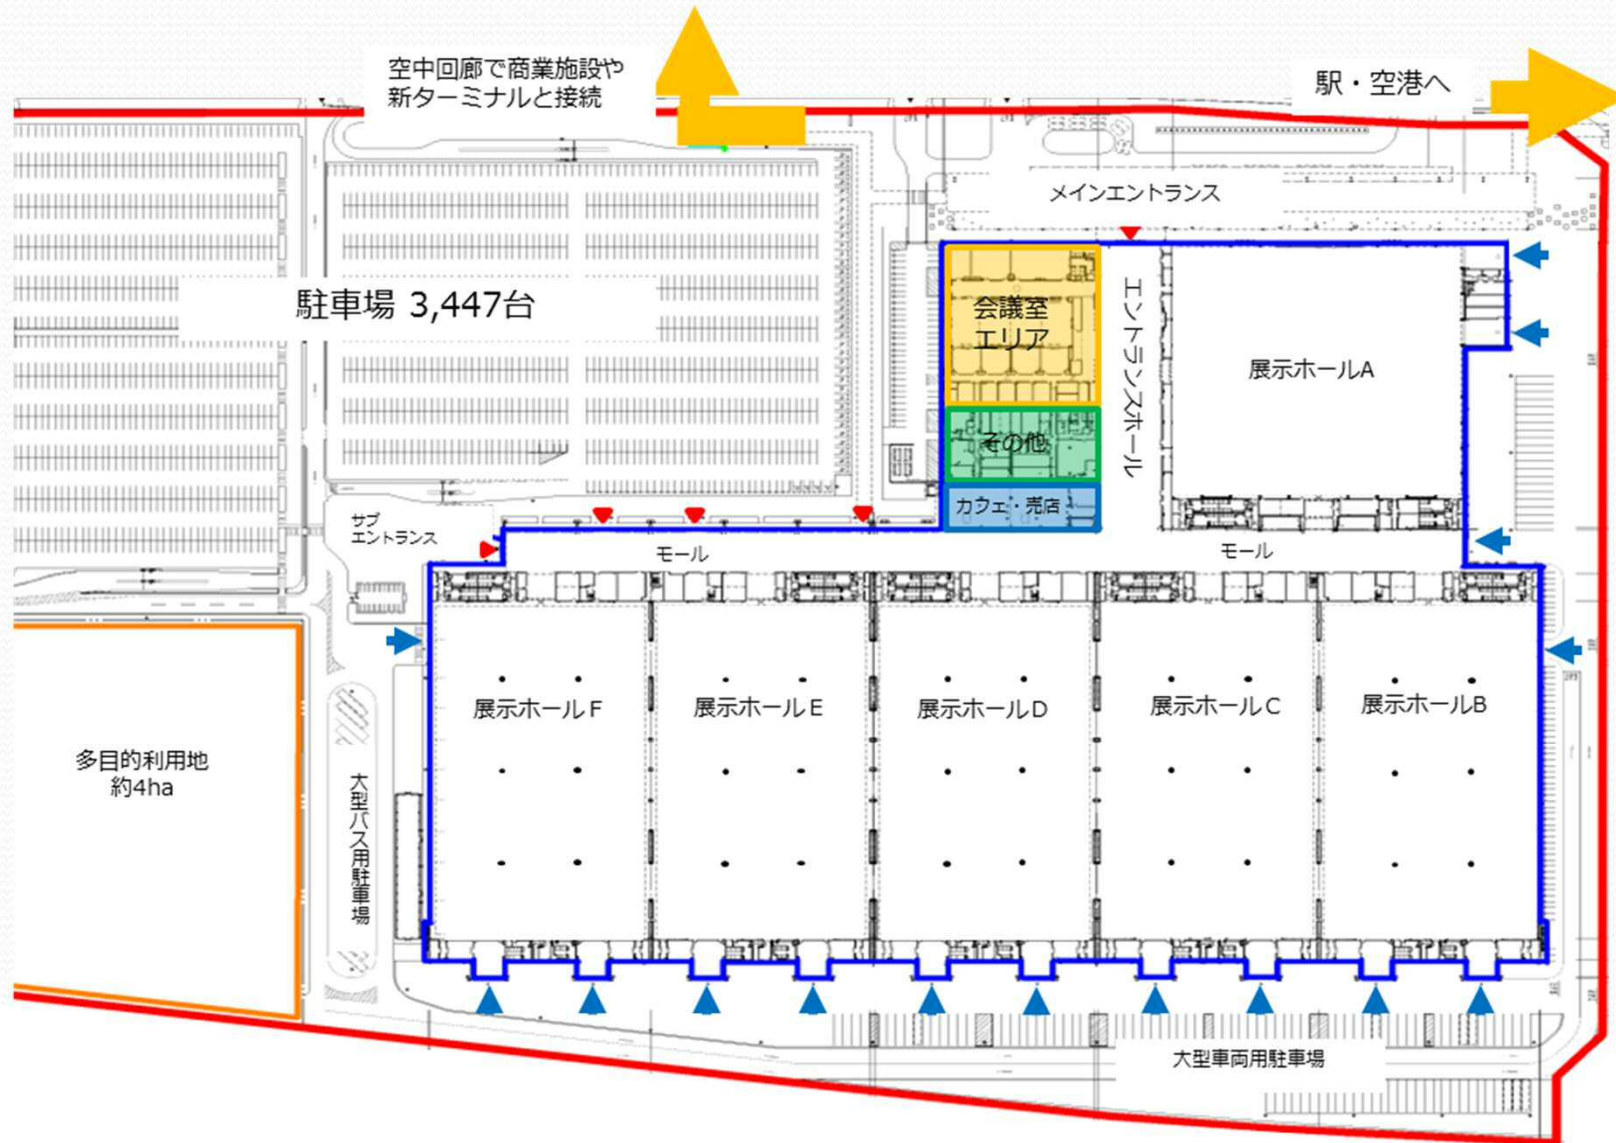 空中回廊で商業施設や
新ターミナルと接続
駅・空港へ
メインエントランス
駐車場 3,447台
会議室
エリア
エントランスホール
展示ホールA
その他
カフェ・売店
サブ
エントランス
モール
モール
展示ホールF
展示ホールE
展示ホールD
展示ホールC
展示ホールB
多目的利用地
約4ha
大型バス用駐車場
大型車両用駐車場